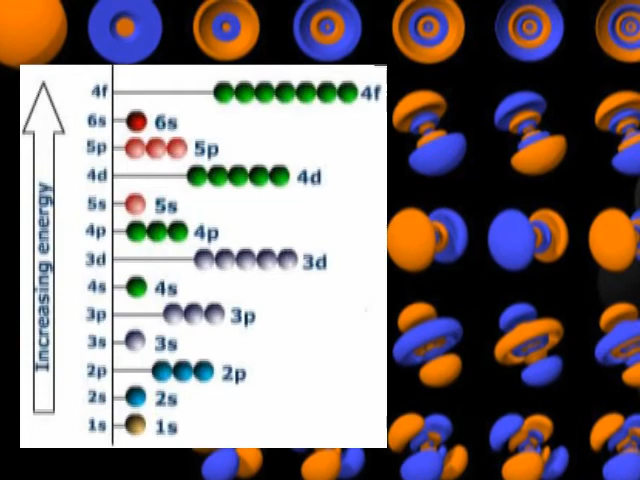 4f 4f
6s 6s
5p 5p
4d 4d
5s 5s
4p 4p
3d 3d
4s 4s
3p 3p
3s 3s
2p 2p
2s 2s
1s 1s
Increasing energy